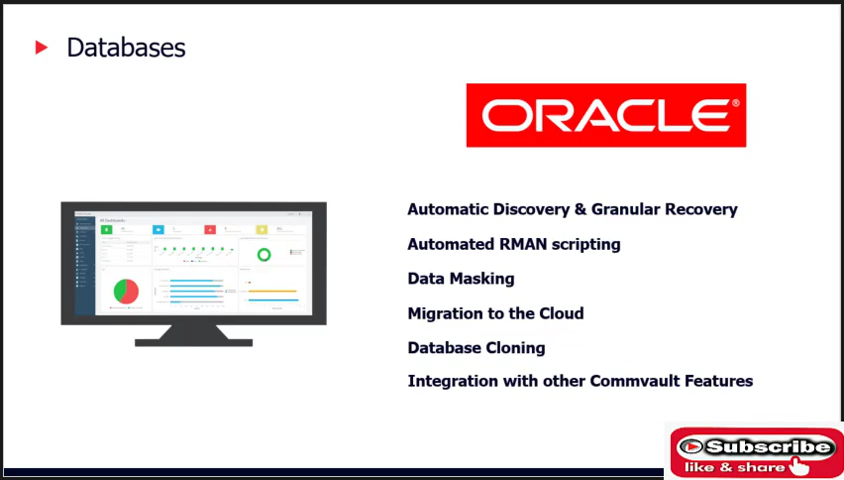 Databases
ORACLE®
Automatic Discovery & Granular Recovery
Automated RMAN scripting
Data Masking
Migration to the Cloud
Database Cloning
Integration with other Commvault Features
Subscribe
like & share